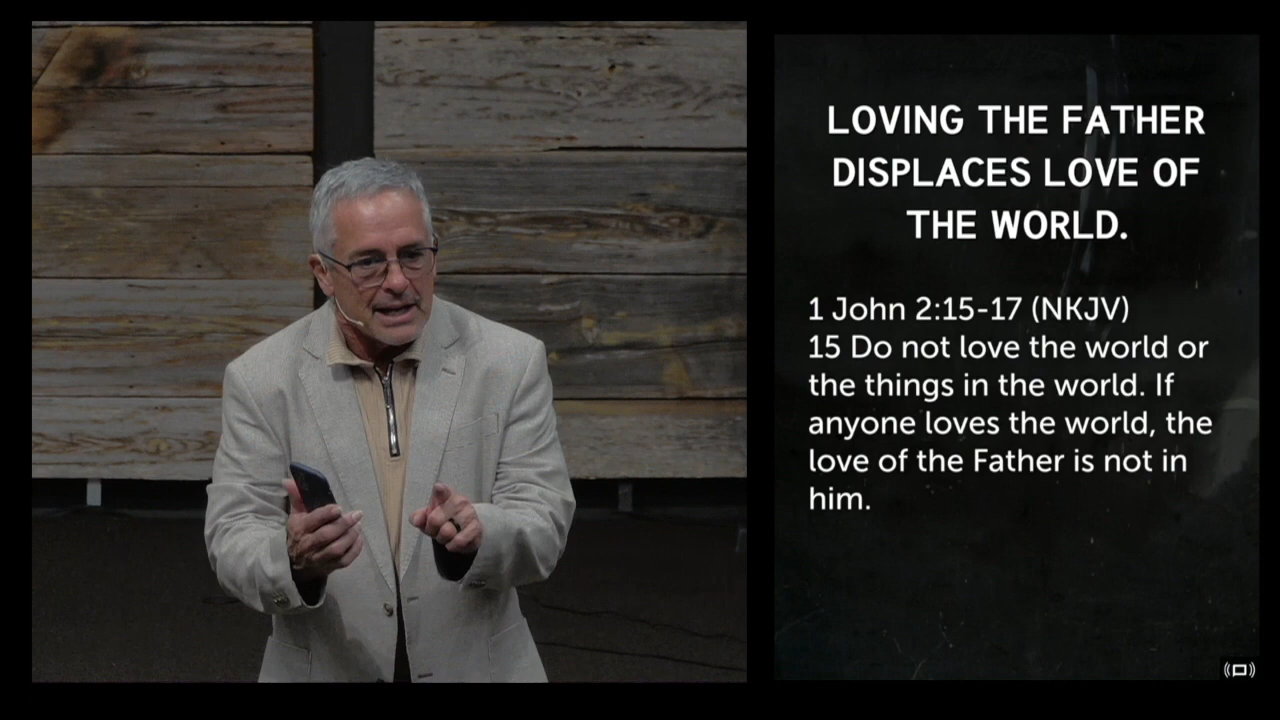 LOVING THE FATHER
DISPLACES LOVE OF
THE WORLD.
1 John 2:15-17 (NKJV)
15 Do not love the world or
the things in the world. If
anyone loves the world, the
love of the Father is not in
him.